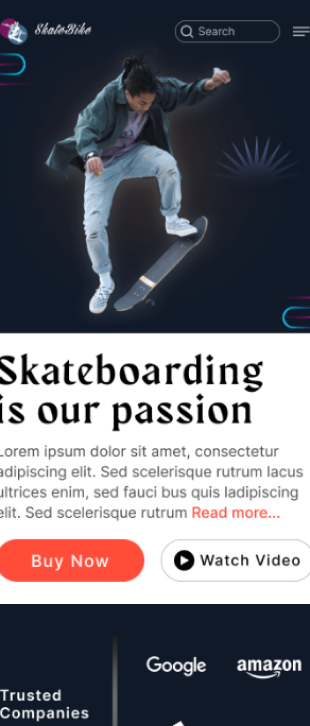 SkateBike
Search
Skateboarding
is our passion
Lorem ipsum dolor sit amet, consectetur
adipiscing elit. Sed scelerisque rutrum lacus
ultrices enim, sed fauci bus quis ladipiscing
elit. Sed scelerisque rutrum Read more...
Buy Now
Watch Video
Google
amazon
Trusted
Companies